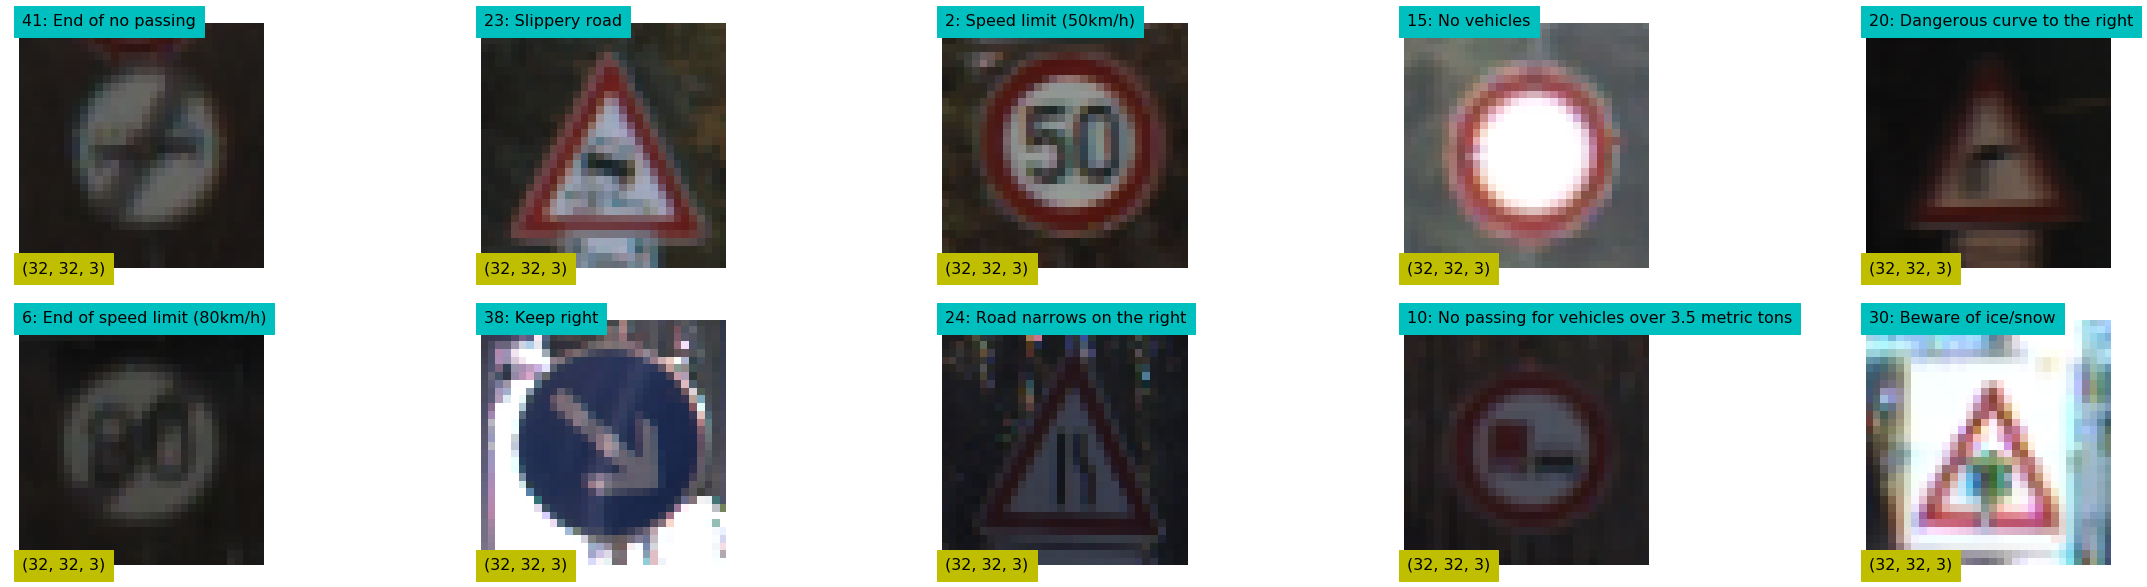 41: End of no passing
23: Slippery road
2: Speed limit (50km/h)
15: No vehicles
20: Dangerous curve to the right
50
(32, 32, 3)
(32, 32, 3)
(32, 32, 3)
(32, 32, 3)
(32, 32, 3)
6: End of speed limit (80km/h)
38: Keep right
24: Road narrows on the right
10: No passing for vehicles over 3.5 metric tons
30: Beware of ice/snow
80
(32, 32, 3)
(32, 32, 3)
(32, 32, 3)
(32, 32, 3)
(32, 32, 3)